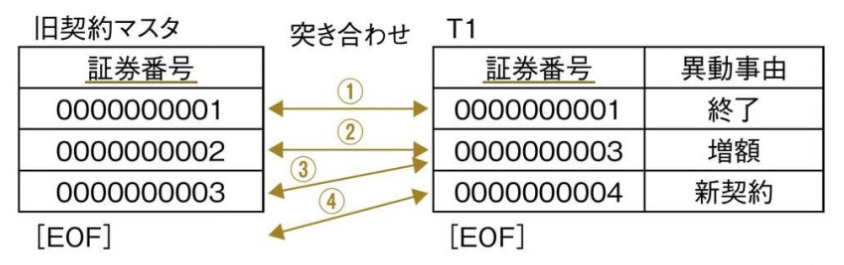 旧契約マスタ 突き合わせ T1
証券番号 証券番号 異動事由
0000000001 ① 0000000001 終了
0000000002 ② 0000000003 増額
0000000003 ③ ④ 0000000004 新契約
[EOF] [EOF]